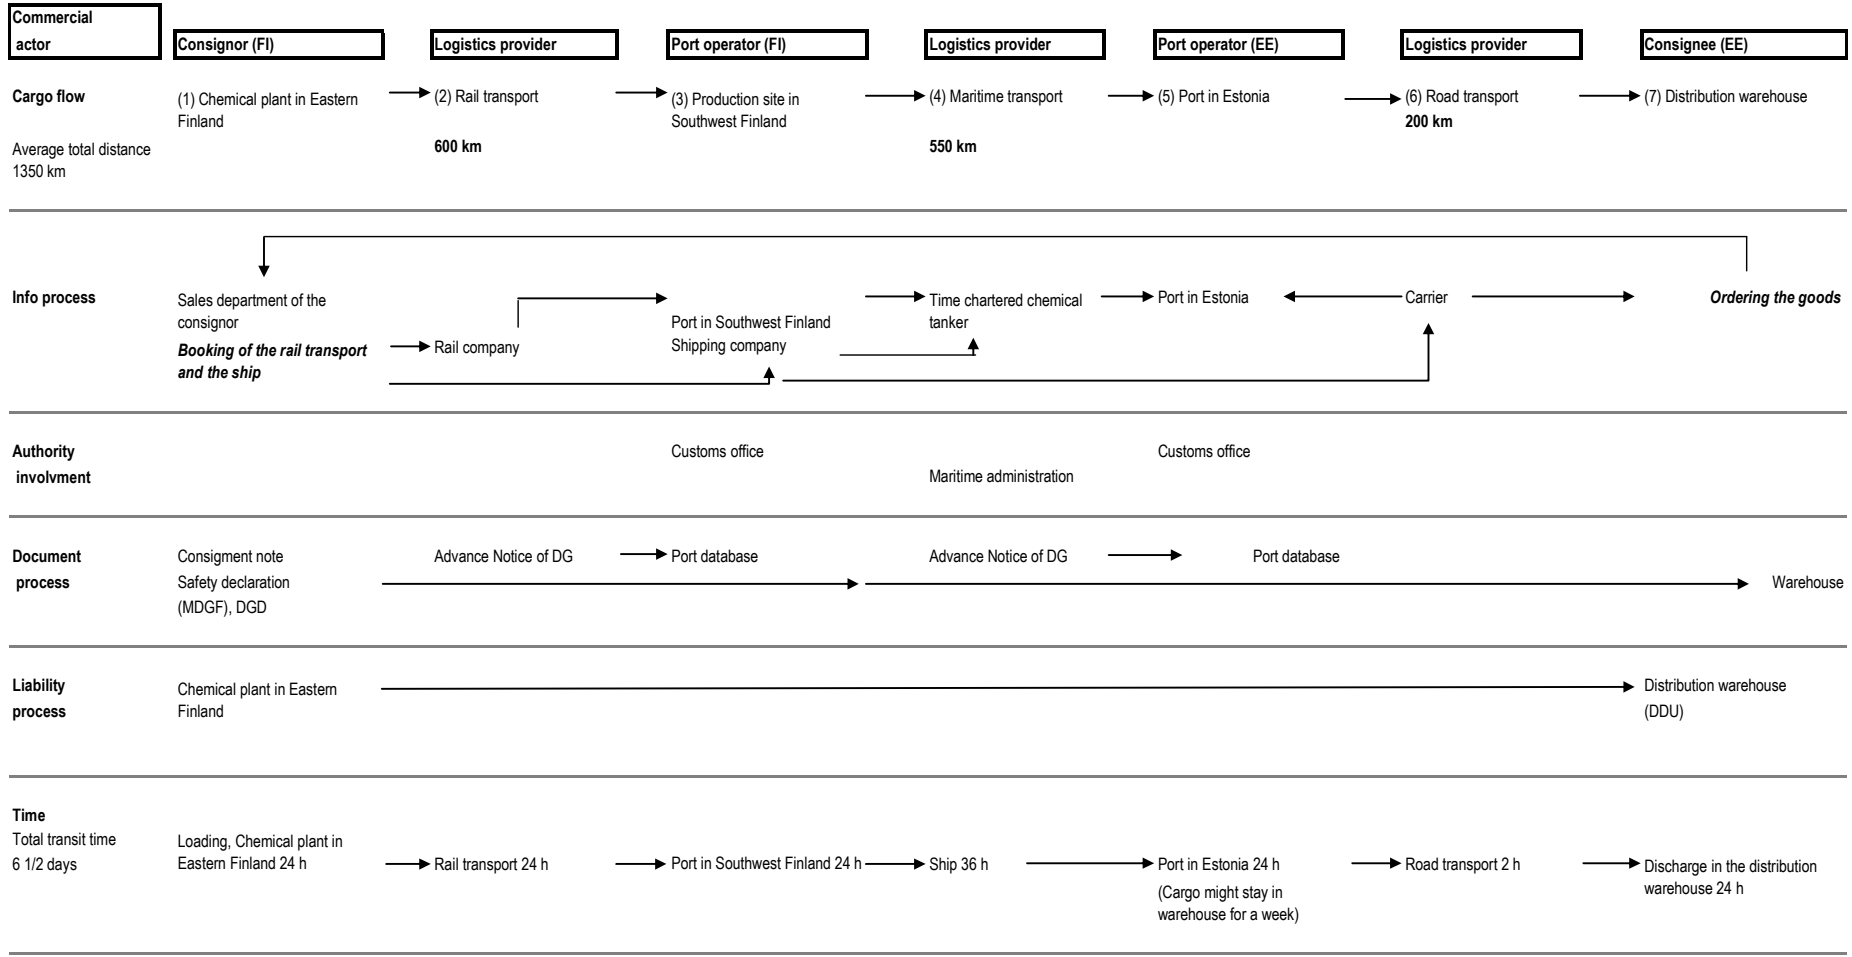 Commercial
actor
Consignor (FI)
Logistics provider
Port operator (FI)
Logistics provider
Port operator (EE)
Logistics provider
Consignee (EE)
Cargo flow
Average total distance
1350 km
(1) Chemical plant in Eastern
Finland
(2) Rail transport
600 km
(3) Production site in
Southwest Finland
(4) Maritime transport
550 km
(5) Port in Estonia
(6) Road transport
200 km
(7) Distribution warehouse
Info process
Sales department of the
consignor
Booking of the rail transport
and the ship
Rail company
Port in Southwest Finland
Shipping company
Time chartered chemical
tanker
Port in Estonia
Carrier
Ordering the goods
Authority
involvment
Customs office
Maritime administration
Customs office
Document
process
Consigment note
Safety declaration
(MDGF), DGD
Advance Notice of DG
Port database
Advance Notice of DG
Port database
Warehouse
Liability
process
Chemical plant in Eastern
Finland
Distribution warehouse
(DDU)
Time
Total transit time
6 1/2 days
Loading, Chemical plant in
Eastern Finland 24 h
Rail transport 24 h
Port in Southwest Finland 24 h
Ship 36 h
Port in Estonia 24 h
(Cargo might stay in
warehouse for a week)
Road transport 2 h
Discharge in the distribution
warehouse 24 h